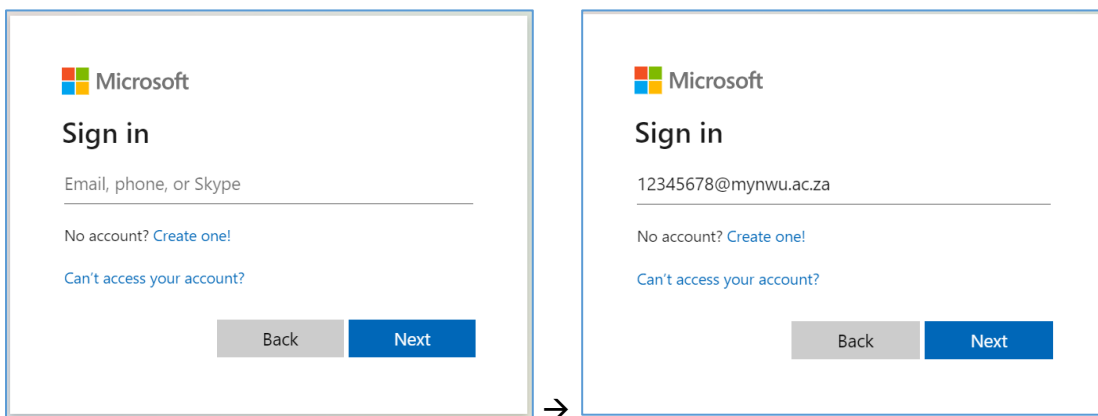 Microsoft
Sign in
Email, phone, or Skype
No account? Create one!
Can't access your account?
Back
Next
→
Microsoft
Sign in
12345678@mynwu.ac.za
No account? Create one!
Can't access your account?
Back
Next